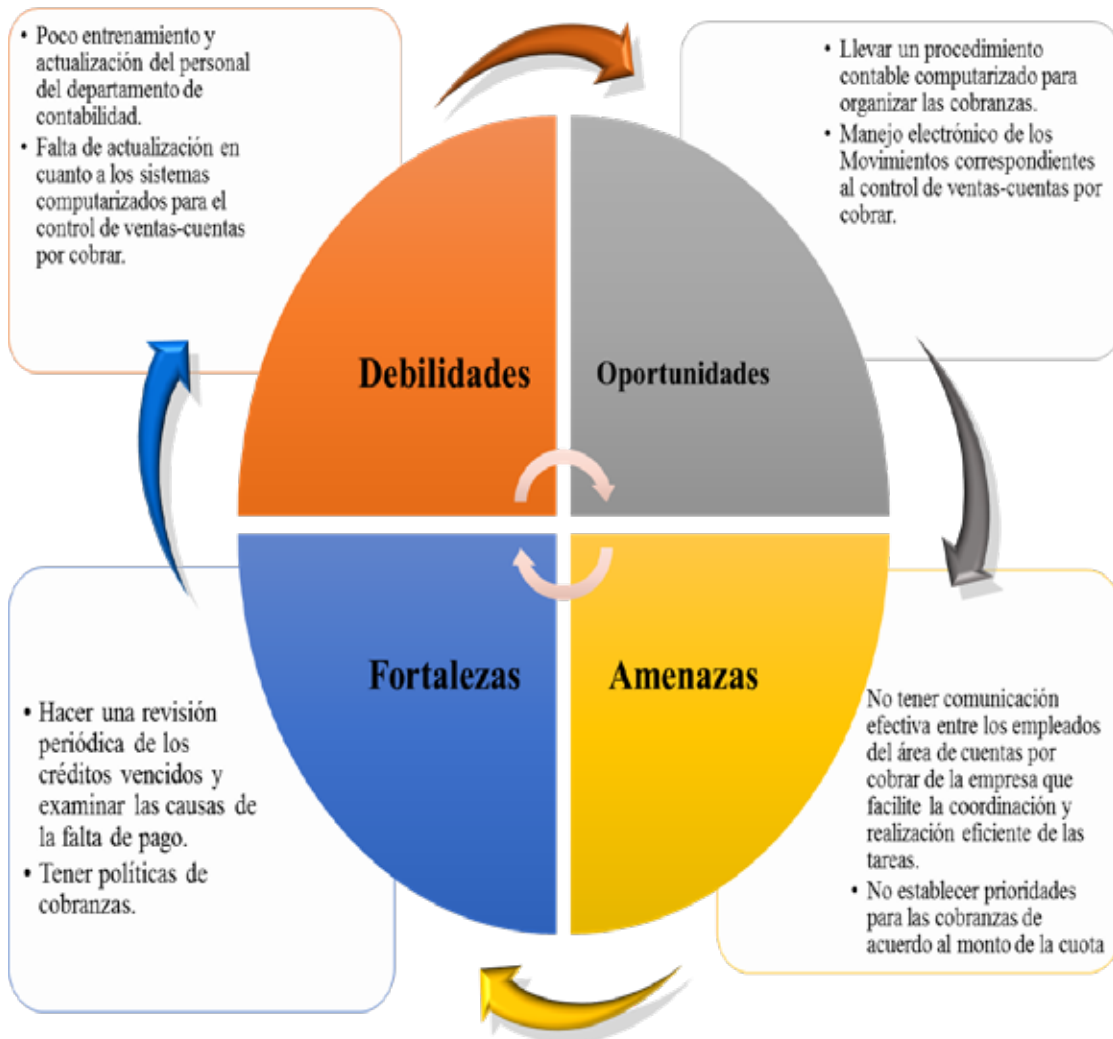 • Poco entrenamiento y
actualización del personal
del departamento de
contabilidad.
• Falta de actualización en
cuanto a los sistemas
computarizados para el
control de ventas-cuentas
por cobrar.
• Llevar un procedimiento
contable computarizado para
organizar las cobranzas.
• Manejo electrónico de los
Movimientos correspondientes
al control de ventas-cuentas por
cobrar.
Debilidades
Oportunidades
Fortalezas
Amenazas
• Hacer una revisión
periódica de los
créditos vencidos y
examinar las causas de
la falta de pago.
• Tener políticas de
cobranzas.
No tener comunicación
efectiva entre los empleados
del área de cuentas por
cobrar de la empresa que
facilite la coordinación y
realización eficiente de las
tareas.
• No establecer prioridades
para las cobranzas de
acuerdo al monto de la cuota